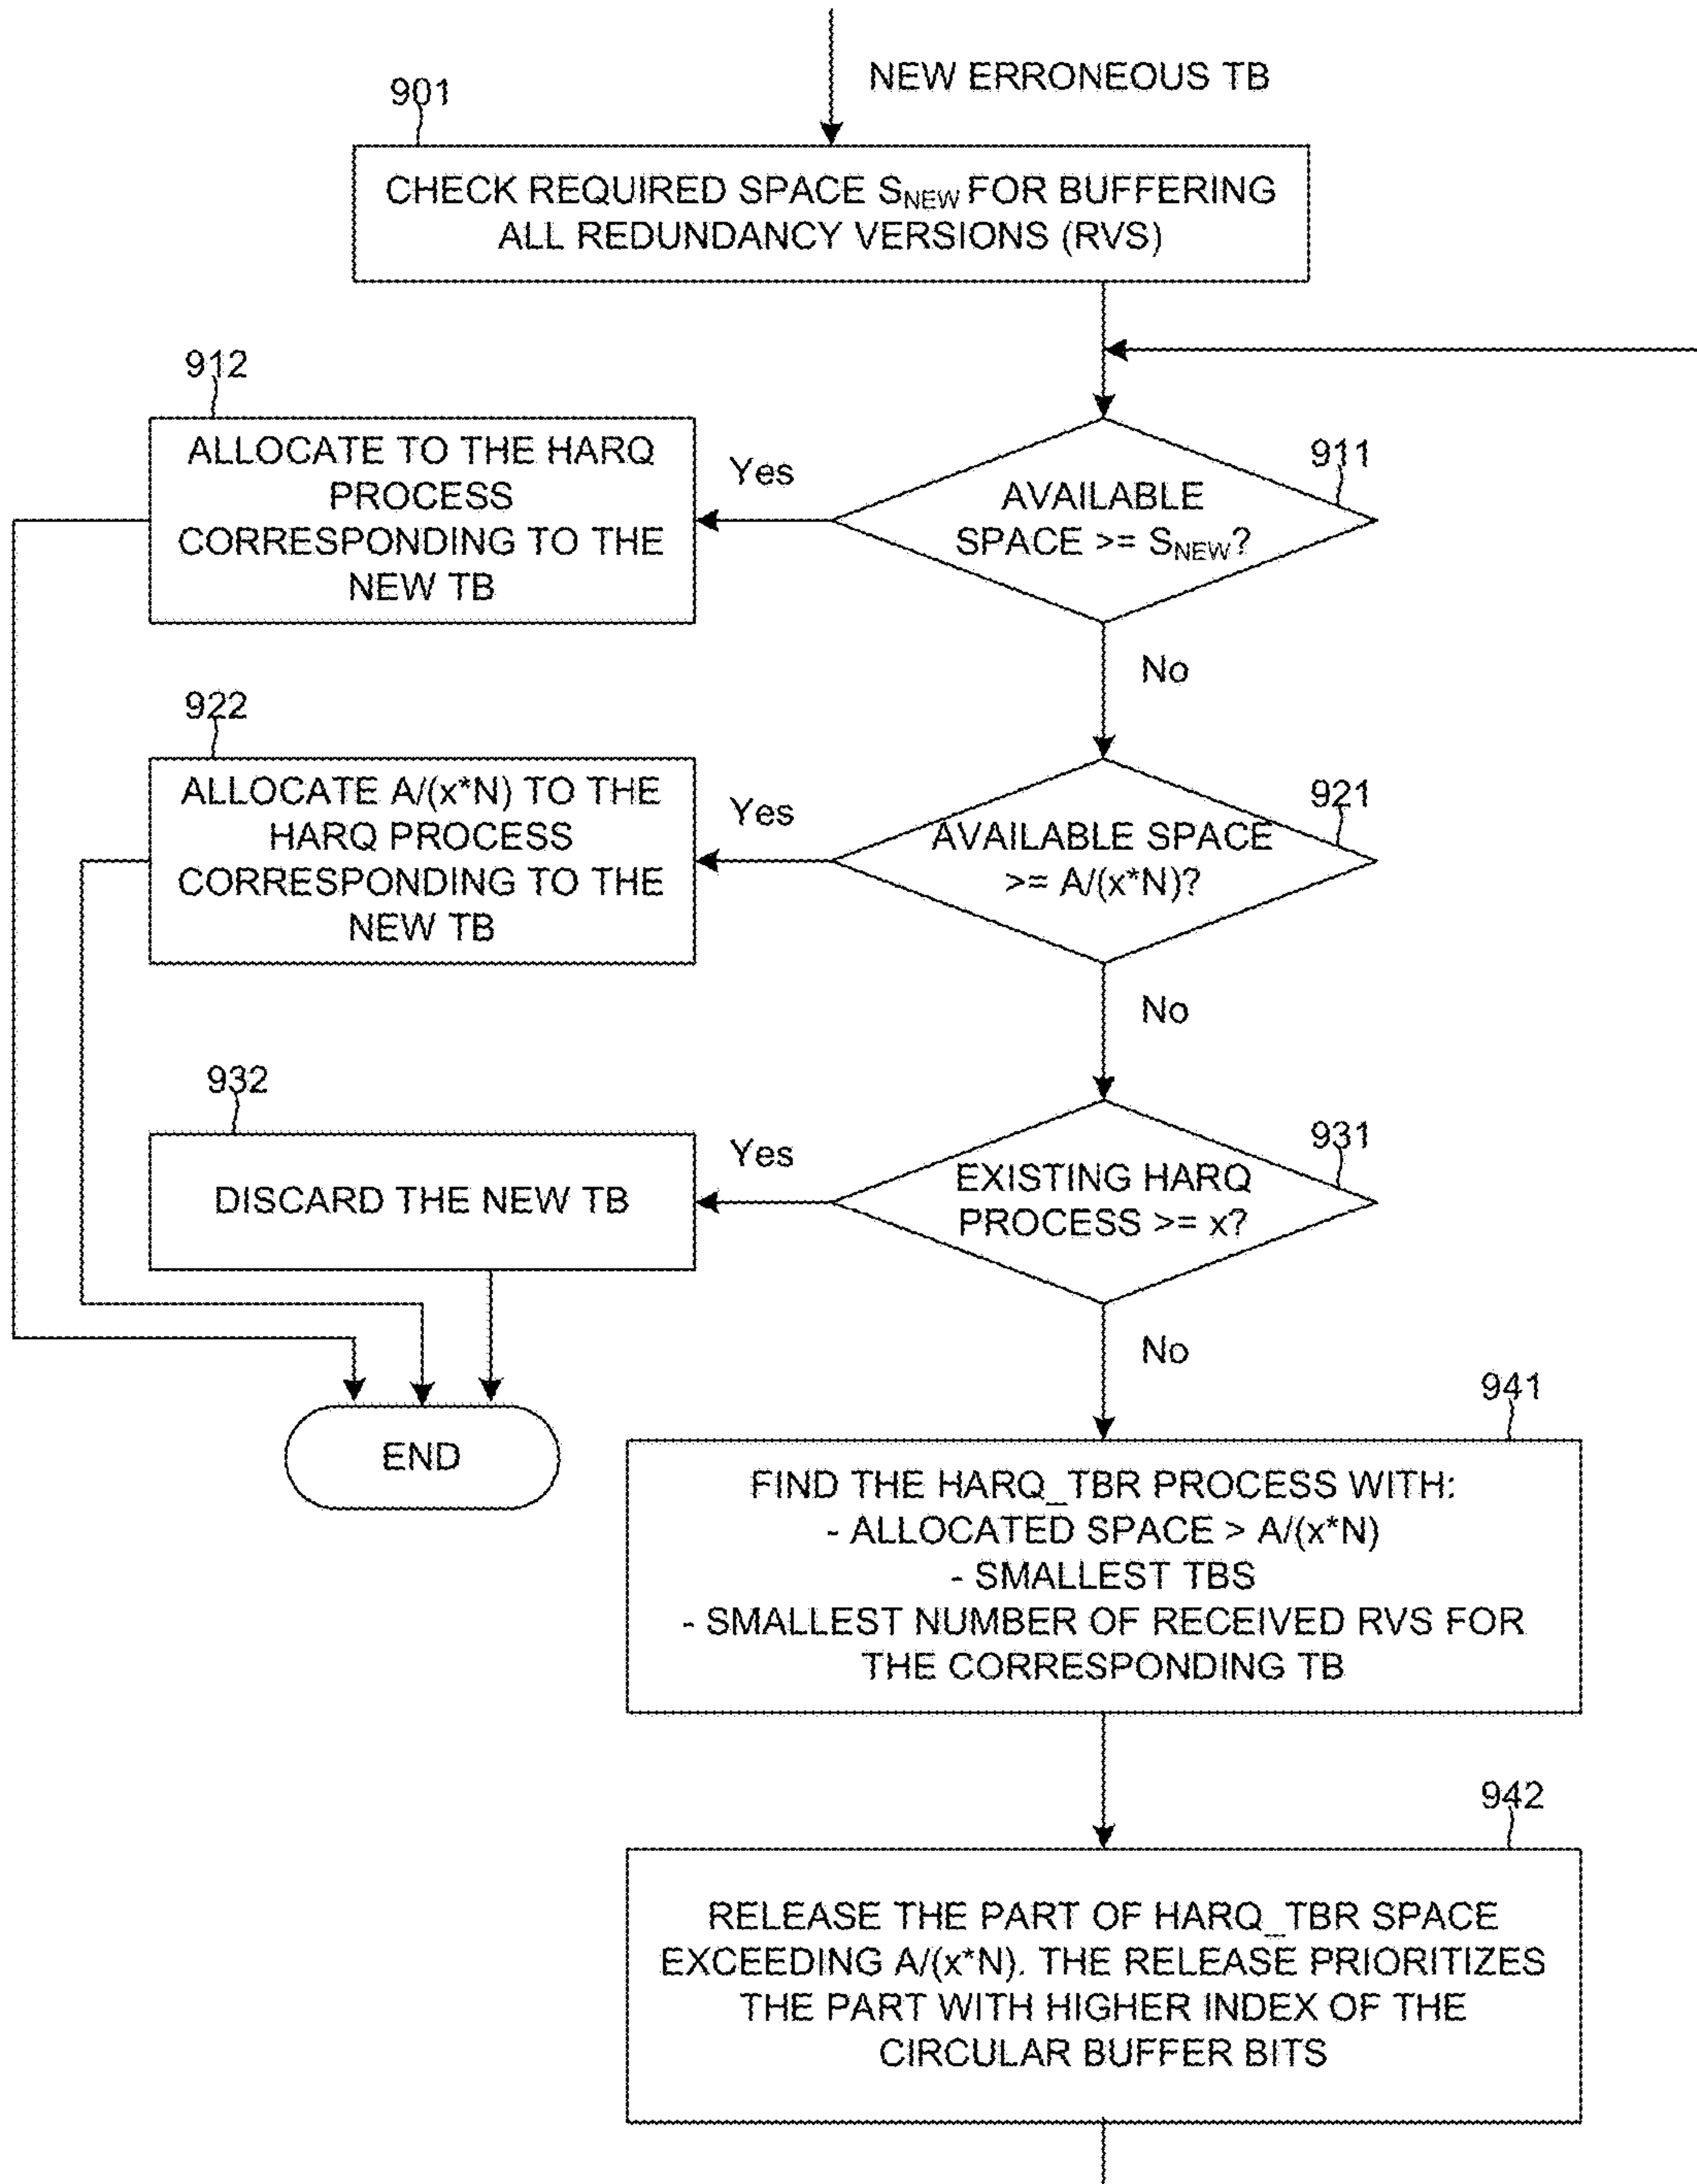 NEW ERRONEOUS TB
901
CHECK REQUIRED SPACE SNEW FOR BUFFERING
ALL REDUNDANCY VERSIONS (RVS)
912
ALLOCATE TO THE HARQ
PROCESS
CORRESPONDING TO THE
NEW TB
Yes
911
AVAILABLE
SPACE >= SNEW?
No
922
ALLOCATE A/(x*N) TO THE
HARQ PROCESS
CORRESPONDING TO THE
NEW TB
Yes
921
AVAILABLE SPACE
>= A/(x*N)?
No
932
DISCARD THE NEW TB
Yes
931
EXISTING HARQ
PROCESS >= x?
No
END
941
FIND THE HARQ_TBR PROCESS WITH:
- ALLOCATED SPACE > A/(x*N)
- SMALLEST TBS
- SMALLEST NUMBER OF RECEIVED RVS FOR
THE CORRESPONDING TB
942
RELEASE THE PART OF HARQ_TBR SPACE
EXCEEDING A/(x*N). THE RELEASE PRIORITIZES
THE PART WITH HIGHER INDEX OF THE
CIRCULAR BUFFER BITS